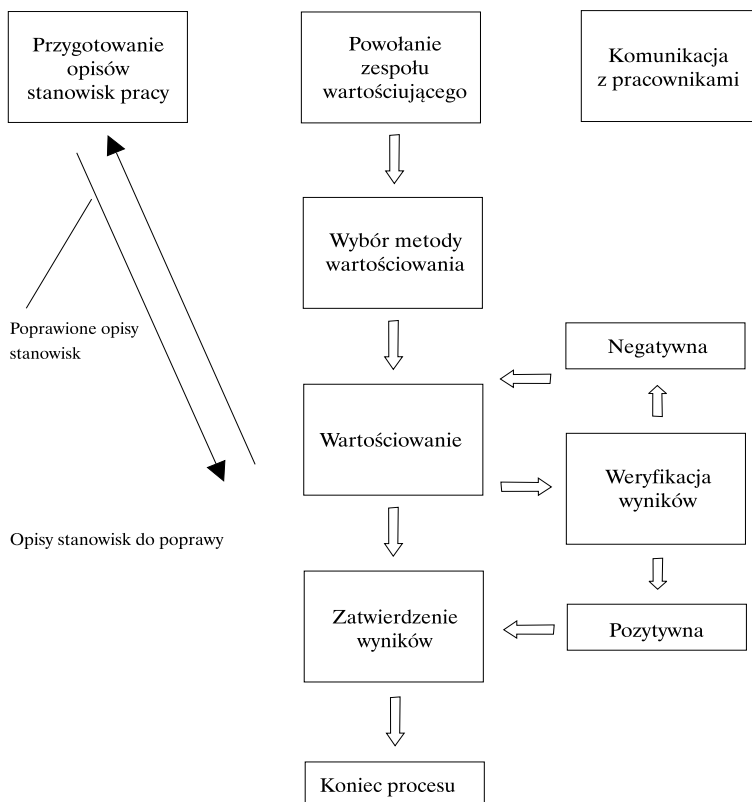 Przygotowanie
opisów
stanowisk pracy
Powołanie
zespołu
wartościującego
Komunikacja
z pracownikami
Wybór metody
wartościowania
Poprawione opisy
stanowisk
Negatywna
Wartościowanie
Weryfikacja
wyników
Opisy stanowisk do poprawy
Zatwierdzenie
wyników
Pozytywna
Koniec procesu